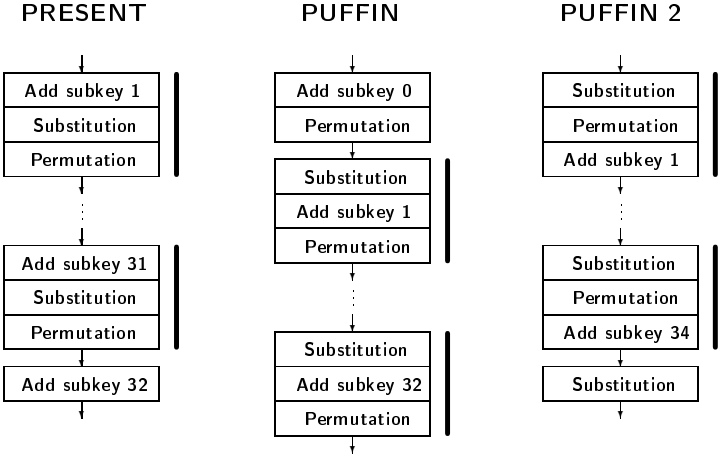 PRESENT
Add subkey 1
Substitution
Permutation
Add subkey 31
Substitution
Permutation
Add subkey 32
PUFFIN
Add subkey 0
Permutation
Substitution
Add subkey 1
Permutation
Substitution
Add subkey 32
Permutation
PUFFIN 2
Substitution
Permutation
Add subkey 1
Substitution
Permutation
Add subkey 34
Substitution